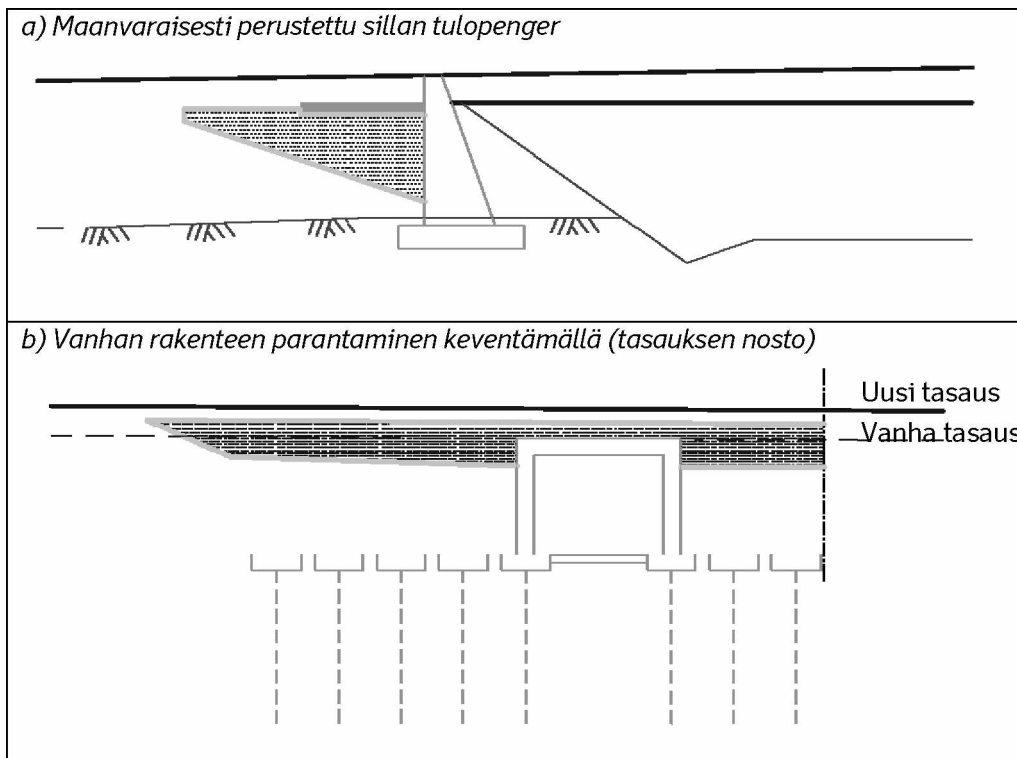 a) Maanvaraisesti perustettu sillan tulopenger
b) Vanhan rakenteen parantaminen keventämällä (tasauksen nosto)
Uusi tasaus
Vanha tasaus